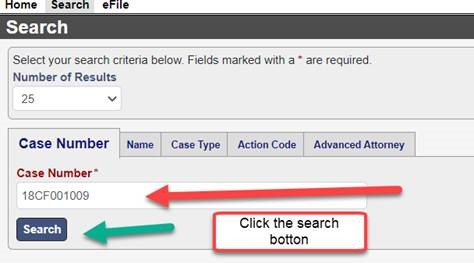 Home Search eFile
Search
Select your search criteria below. Fields marked with a * are required.
Number of Results
25
Case Number Name Case Type Action Code Advanced Attorney
Case Number*
18CF001009
Search
Click the search
botton